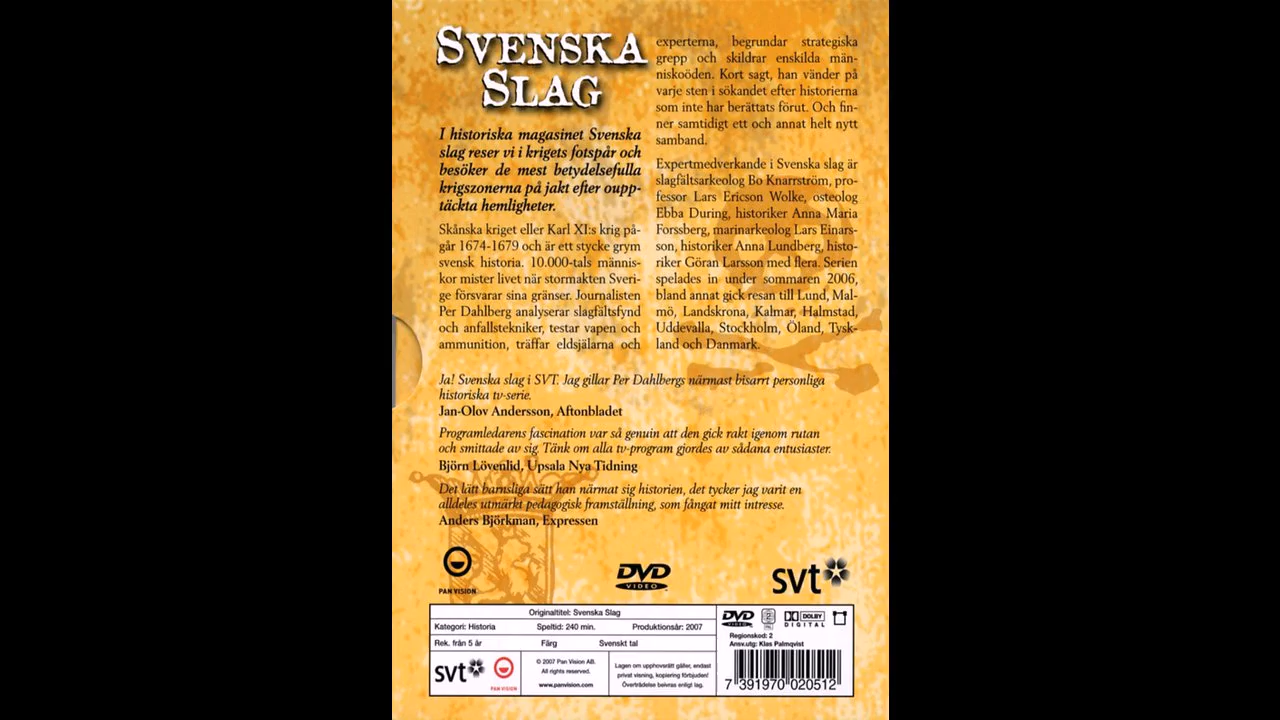 SVENSKA
SLAG
I historiska magasinet Svenska
slag reser vi i krigets fotspår och
besöker de mest betydelsefulla
krigszonerna på jakt efter oupp-
täckta hemligheter.
Skånska kriget eller Karl XI:s krig på-
går 1674-1679 och är ett stycke grym
svensk historia. 10.000-tals männis-
kor mister livet när stormakten Sveri-
ge försvarar sina gränser. Journalisten
Per Dahlberg analyserar slagfältsfynd
och anfallstekniker, testar vapen och
ammunition, träffar eldsjälarna och
experterna, begrundar strategiska
grepp och skildrar enskilda män-
niskoöden. Kort sagt, han vänder på
varje sten i sökandet efter historierna
som inte har berättats förut. Och fin-
ner samtidigt ett och annat helt nytt
samband.
Expertmedverkande i Svenska slag är
slagfältsarkeolog Bo Knarrström, pro-
fessor Lars Ericson Wolke, osteolog
Ebba During, historiker Anna Maria
Forssberg, marinarkeolog Lars Einars-
son, historiker Anna Lundberg, histo-
riker Göran Larsson med flera. Serien
spelades in under sommaren 2006,
bland annat gick resan till Lund, Mal-
mö, Landskrona, Kalmar, Halmstad,
Uddevalla, Stockholm, Öland, Tysk-
land och Danmark.
Ja! Svenska slag i SVT. Jag gillar Per Dahlbergs närmast bisarrt personliga
historiska tv-serie.
Jan-Olov Andersson, Aftonbladet
Programledarens fascination var så genuin att den gick rakt igenom rutan
och smittade av sig. Tänk om alla tv-program gjordes av sådana entusiaster.
Björn Lövenlid, Upsala Nya Tidning
Det lätt barnsliga sätt han närmat sig historien, det tycker jag varit en
alldeles utmärkt pedagogisk framställning, som fångat mitt intresse.
Anders Björkman, Expressen
PAN VISION
DVD
VIDEO
svt
Originaltitel: Svenska Slag
Kategori: Historia Speltid: 240 min. Produktionsår: 2007
Rek. från 5 år Färg Svenskt tal
svt
PAN VISION
© 2007 Pan Vision AB.
All rights reserved.
www.panvision.com
Lagen om upphovsrätt gäller, endast
privat visning, kopiering förbjuden!
Överträdelse beivras enligt lag.
DVD
VIDEO
DOLBY
DIGITAL
Regionskod: 2
Ansv.utg: Klas Palmqvist
7 391970 020512